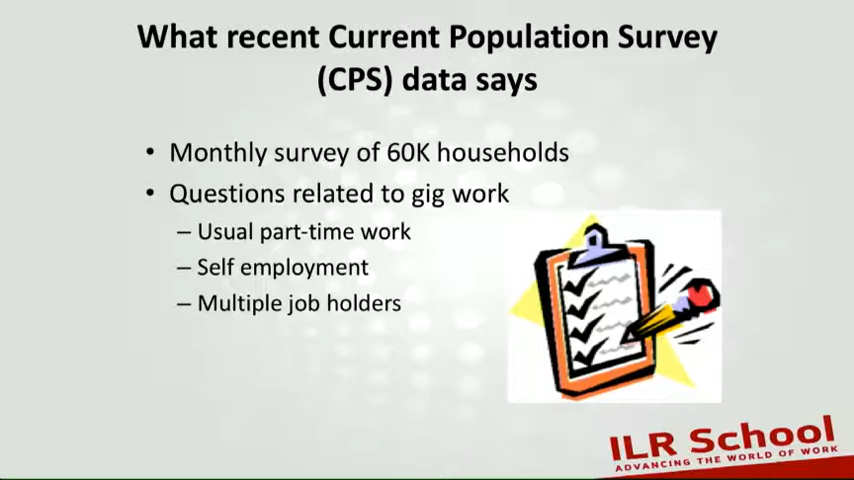 What recent Current Population Survey
(CPS) data says
• Monthly survey of 60K households
• Questions related to gig work
– Usual part-time work
– Self employment
– Multiple job holders
ILR School
ADVANCING THE WORLD OF WORK